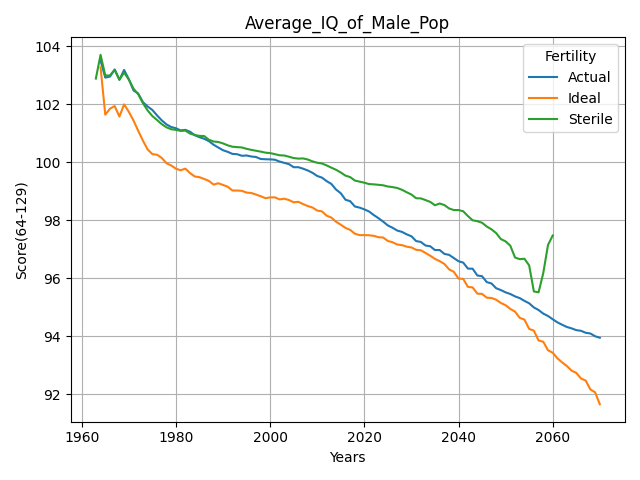 Average_IQ_of_Male_Pop
Fertility
Actual
Ideal
Sterile
Score(64-129)
104
102
100
98
96
94
92
1960 1980 2000 2020 2040 2060
Years